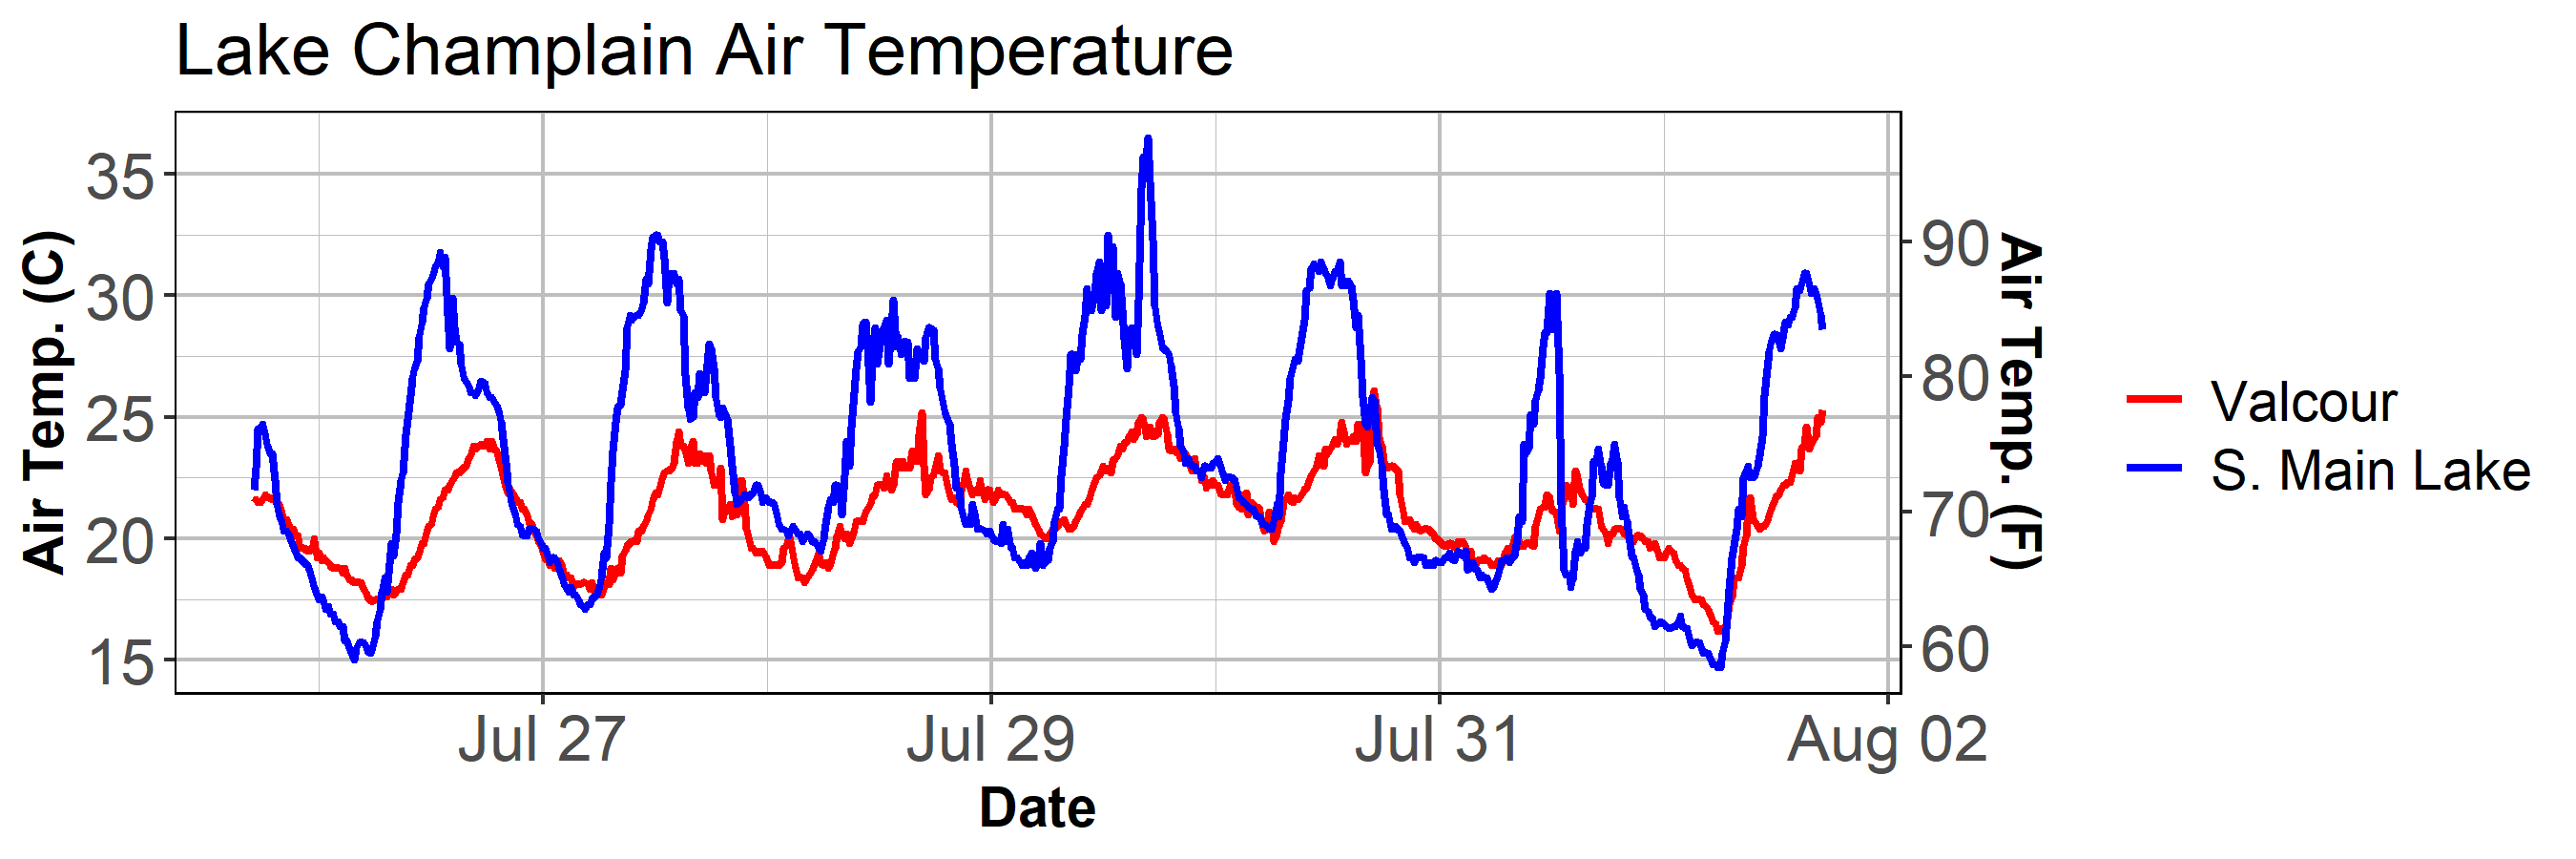 Lake Champlain Air Temperature
Air Temp. (C)
35
30
25
20
15
90
80
70
60
Air Temp. (F)
Jul 27 Jul 29 Jul 31 Aug 02
Date
Valcour
S. Main Lake